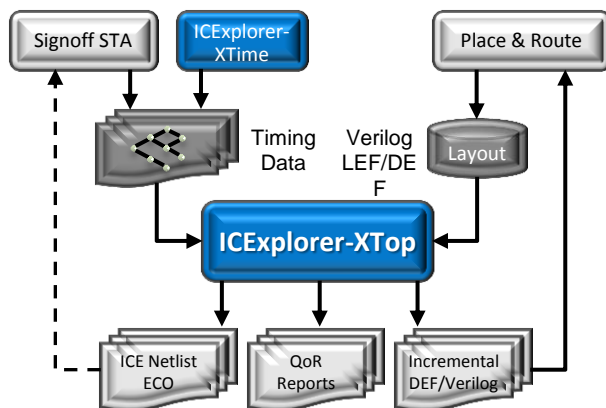 Signoff STA
ICExplorer-
XTime
Place & Route
Timing
Data
Verilog
LEF/DE
F
Layout
ICExplorer-XTop
ICE Netlist
ECO
QoR
Reports
Incremental
DEF/Verilog